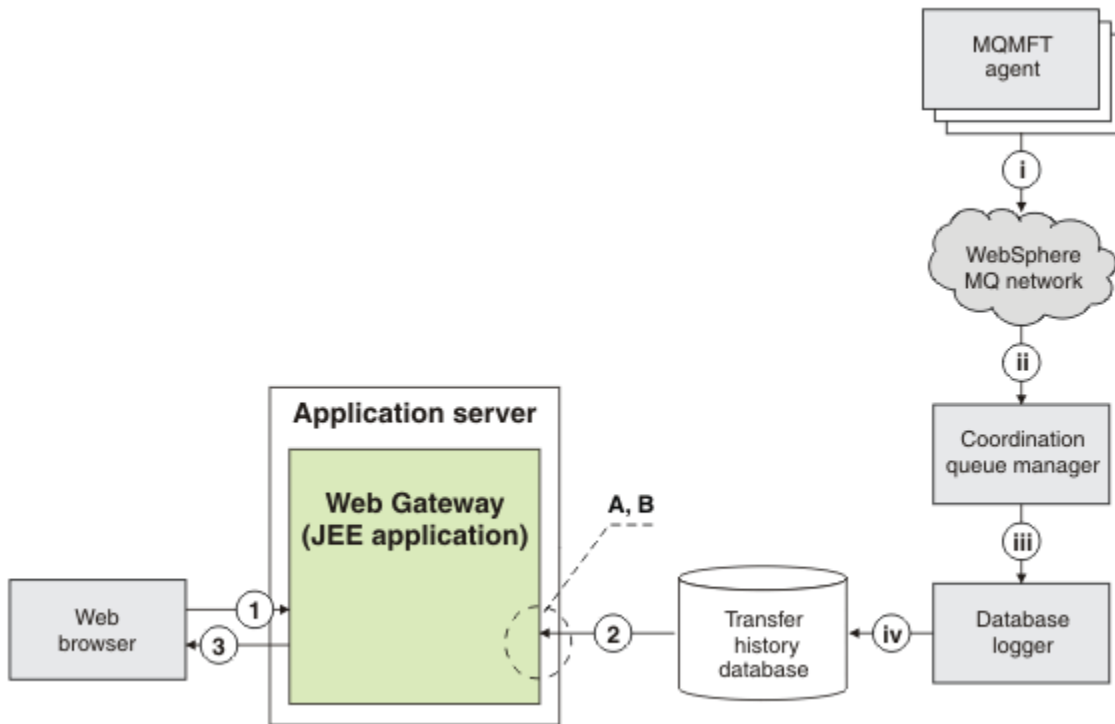 MQMFT
agent
i
WebSphere
MQ network
ii
Application server
Coordination
queue manager
Web Gateway
(JEE application)
A, B
iii
Web
browser
1
3
2
Transfer
history
database
iv
Database
logger